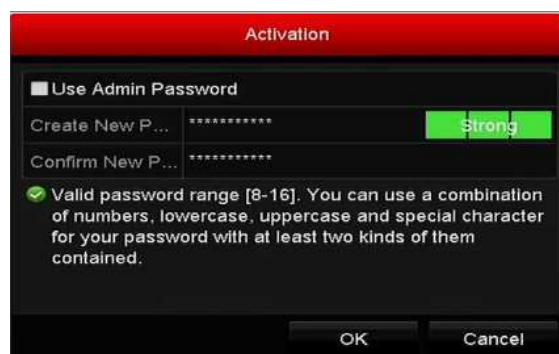 Activation
Use Admin Password
Create New P... *********** Strong
Confirm New P... ***********
Valid password range [8-16]. You can use a combination
of numbers, lowercase, uppercase and special character
for your password with at least two kinds of them
contained.
OK Cancel